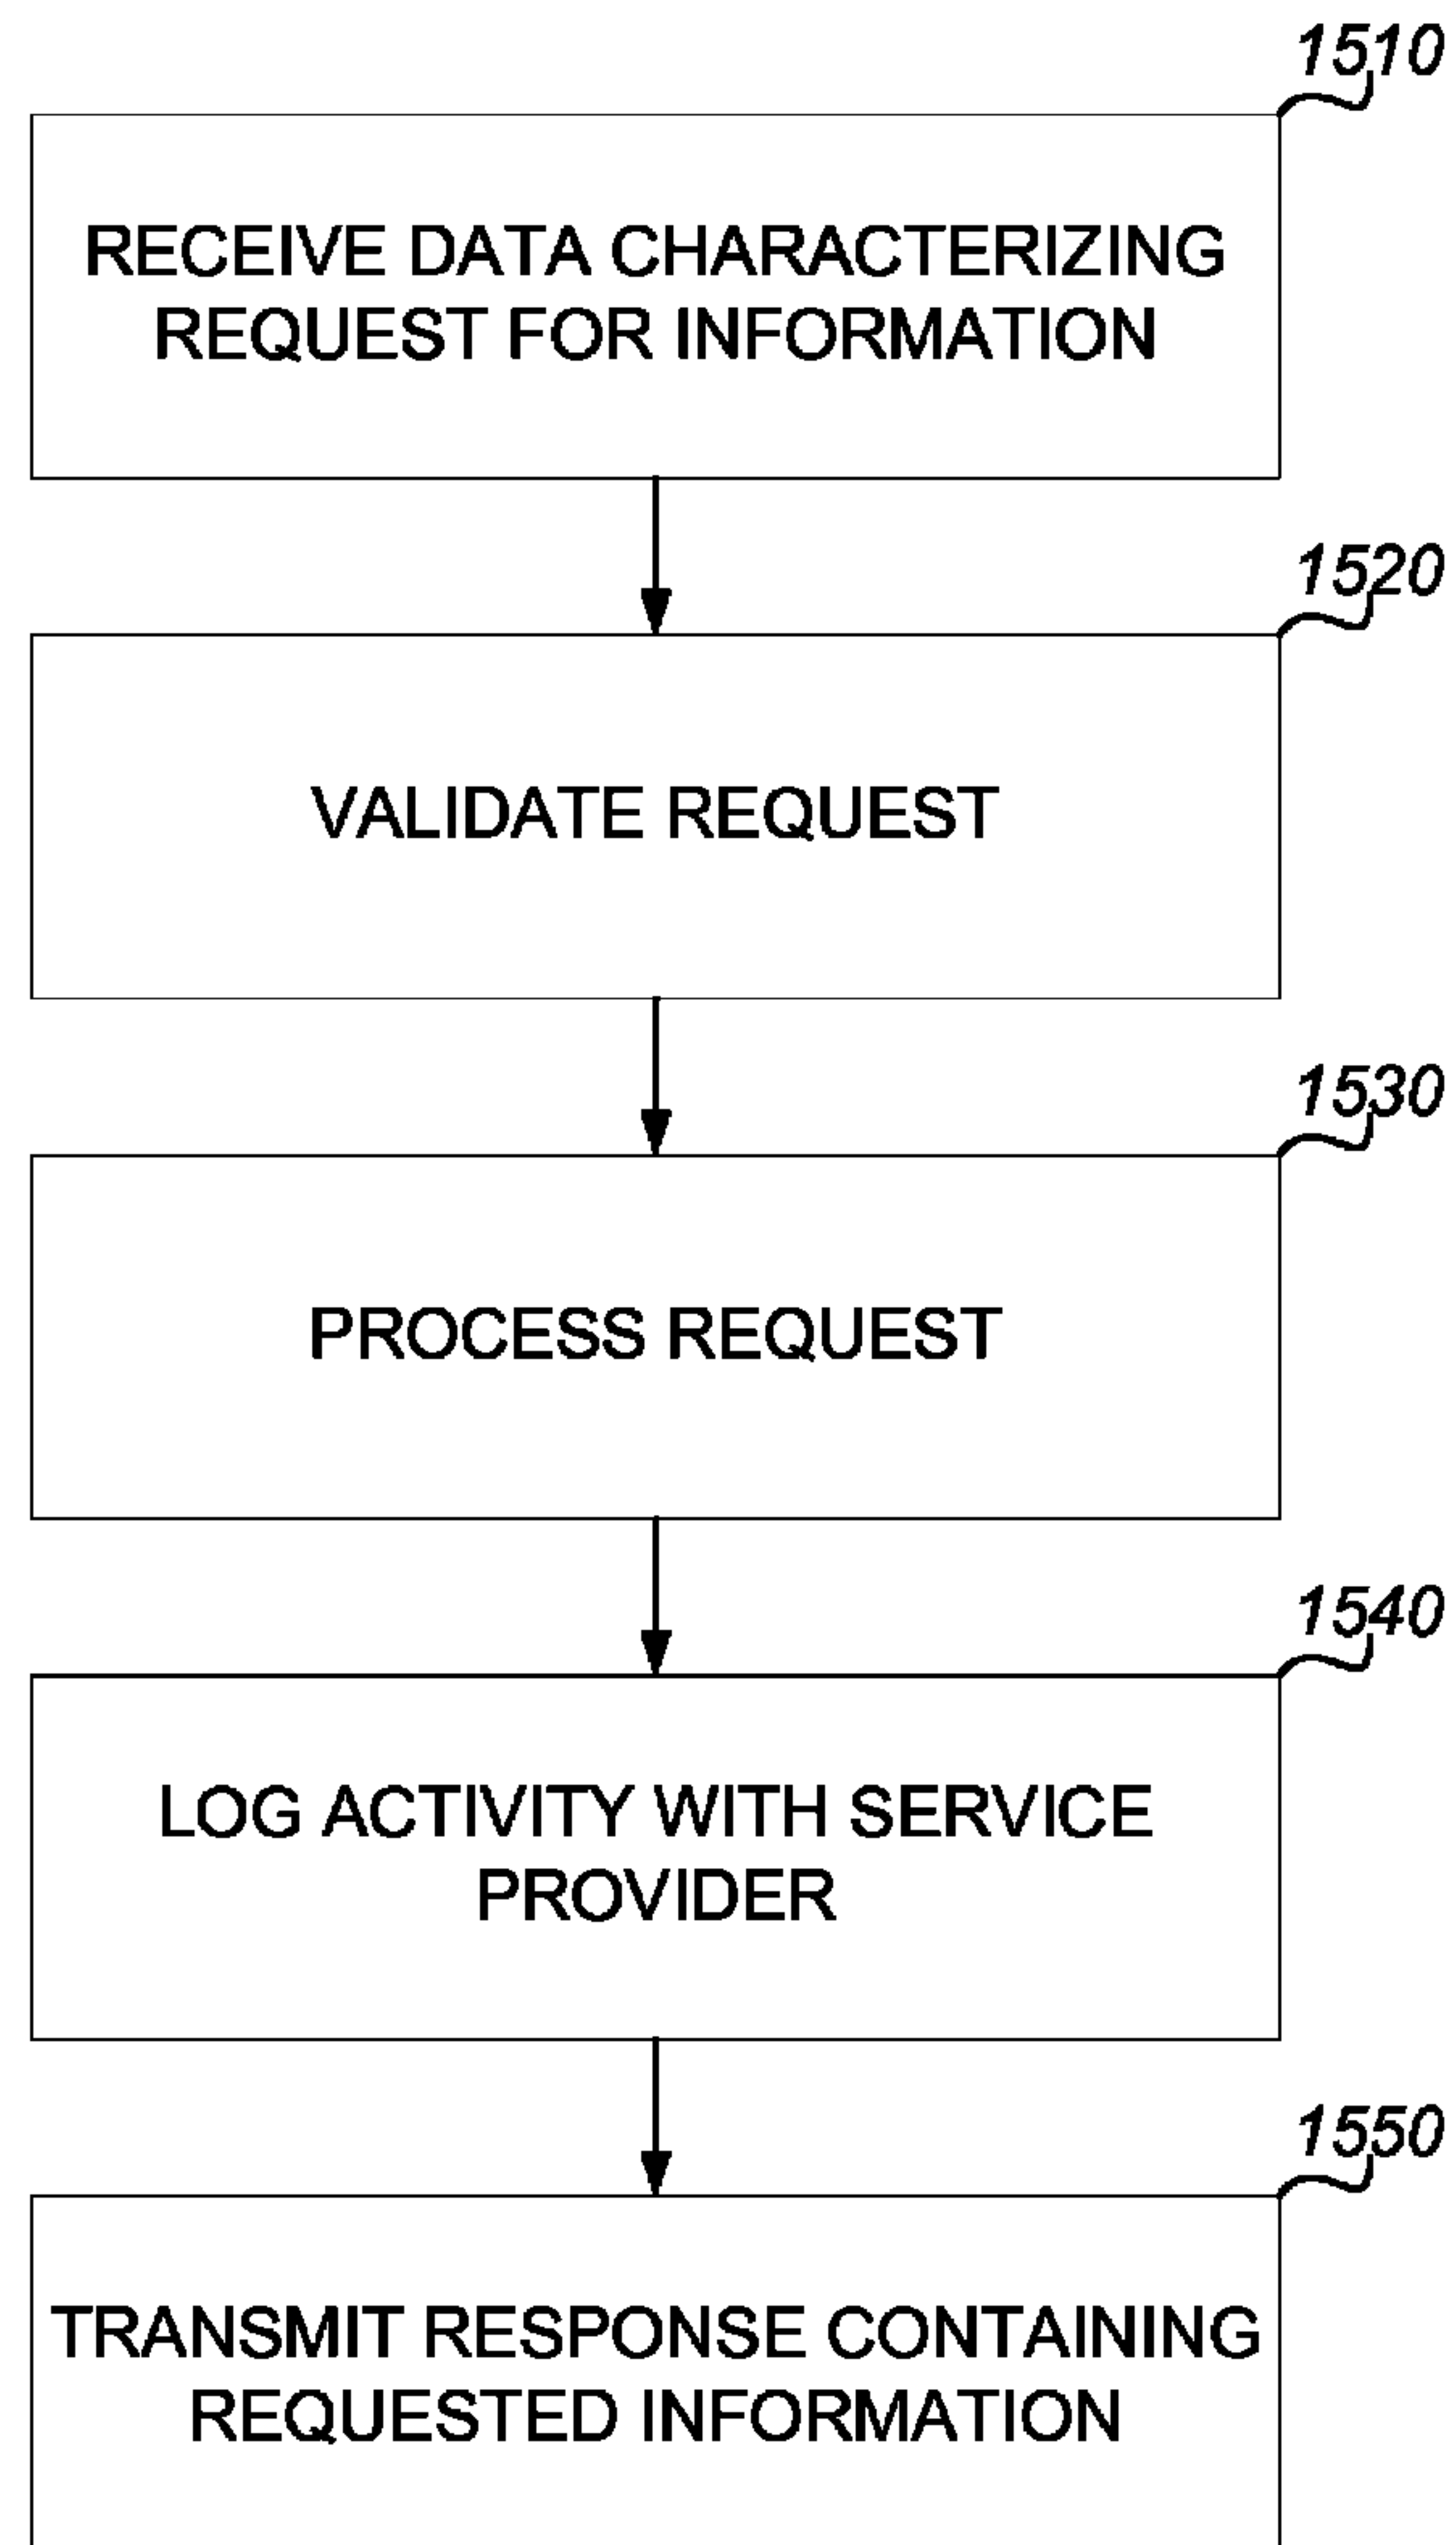 1510
RECEIVE DATA CHARACTERIZING
REQUEST FOR INFORMATION
1520
VALIDATE REQUEST
1530
PROCESS REQUEST
1540
LOG ACTIVITY WITH SERVICE
PROVIDER
1550
TRANSMIT RESPONSE CONTAINING
REQUESTED INFORMATION